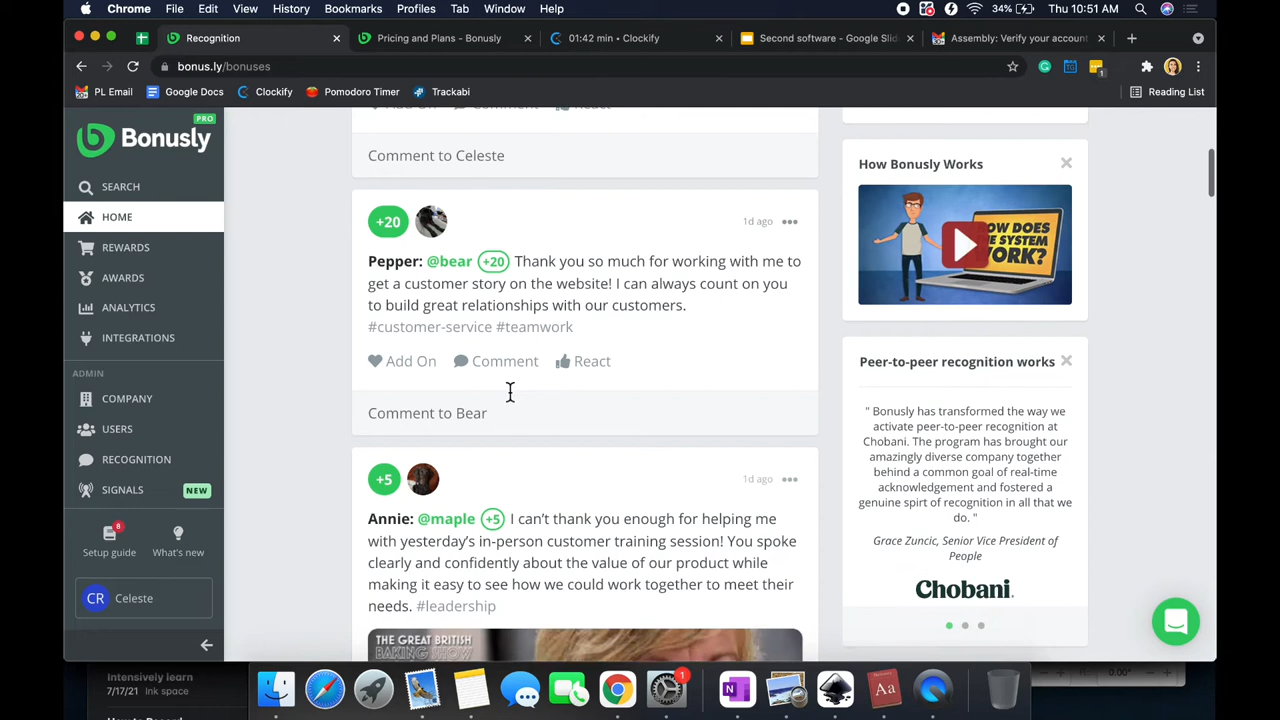 Chrome File Edit View History Bookmarks Profiles Tab Window Help 34% Thu 10:51 AM
Recognition Pricing and Plans - Bonusly 01:42 min • Clockify Second software - Google Slid Assembly: Verify your account
bonus.ly/bonuses
PL Email Google Docs Clockify Pomodoro Timer Trackabi Reading List
PRO
Bonusly
SEARCH
HOME
REWARDS
AWARDS
ANALYTICS
INTEGRATIONS
ADMIN
COMPANY
USERS
RECOGNITION
SIGNALS NEW
8
Setup guide What's new
CR Celeste
Add On Comment React
Comment to Celeste
+20 1d ago
Pepper: @bear +20 Thank you so much for working with me to
get a customer story on the website! I can always count on you
to build great relationships with our customers.
#customer-service #teamwork
Add On Comment React
Comment to Bear
+5 1d ago
Annie: @maple +5 I can't thank you enough for helping me
with yesterday's in-person customer training session! You spoke
clearly and confidently about the value of our product while
making it easy to see how we could work together to meet their
needs. #leadership
THE GREAT BRITISH
BAKING SHOW
How Bonusly Works
HOW DOES
THE SYSTEM
WORK?
Peer-to-peer recognition works
" Bonusly has transformed the way we
activate peer-to-peer recognition at
Chobani. The program has brought our
amazingly diverse company together
behind a common goal of real-time
acknowledgement and fostered a
genuine spirt of recognition in all that we
do. "
Grace Zuncic, Senior Vice President of
People
Chobani.
Intensively learn
7/17/21 Ink space
1
N
Aa
0.00°